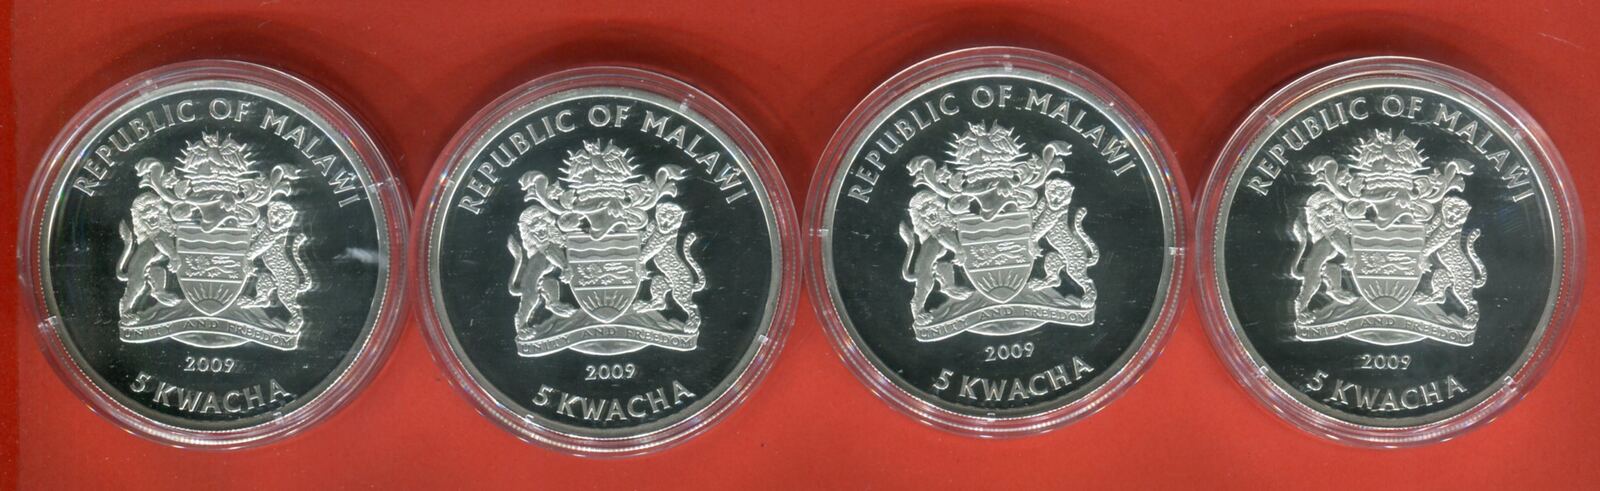 REPUBLIC OF MALAWI
UNITY AND FREEDOM
2009
5 KWACHA
REPUBLIC OF MALAWI
UNITY AND FREEDOM
2009
5 KWACHA
REPUBLIC OF MALAWI
UNITY AND FREEDOM
2009
5 KWACHA
REPUBLIC OF MALAWI
UNITY AND FREEDOM
2009
5 KWACHA